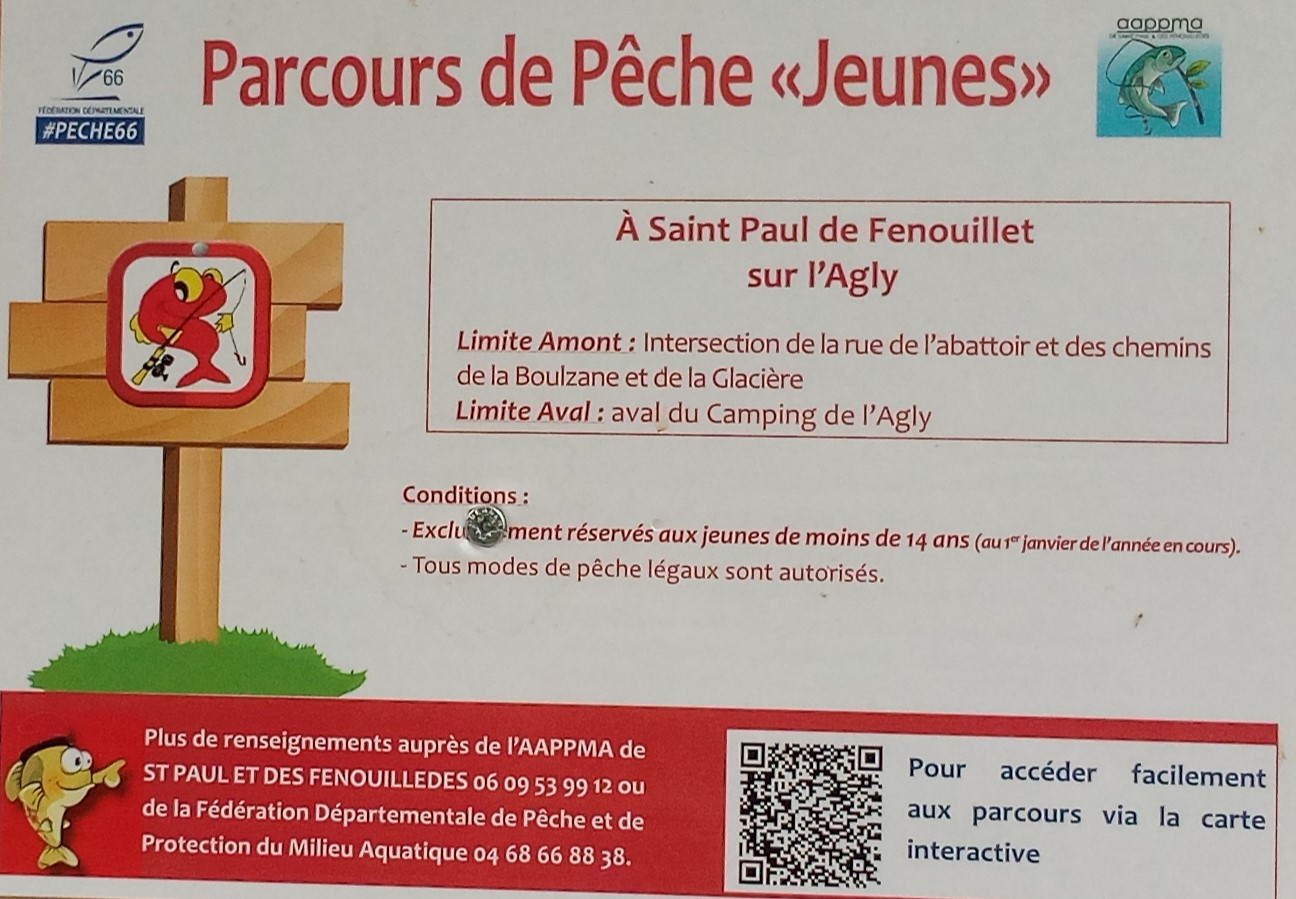 66
FÉDÉRATION DÉPARTEMENTALE
#PECHE66
Parcours de Pêche «Jeunes»
aappma
À Saint Paul de Fenouillet
sur l'Agly
Limite Amont : Intersection de la rue de l'abattoir et des chemins
de la Boulzane et de la Glacière
Limite Aval : aval du Camping de l'Agly
Conditions :
- Exclu ment réservés aux jeunes de moins de 14 ans (au 1er janvier de l'année en cours).
- Tous modes de pêche légaux sont autorisés.
Plus de renseignements auprès de l'AAPPMA de
ST PAUL ET DES FENOUILLEDES 06 09 53 99 12 ou
de la Fédération Départementale de Pêche et de
Protection du Milieu Aquatique 04 68 66 88 38.
Pour accéder facilement
aux parcours via la carte
interactive